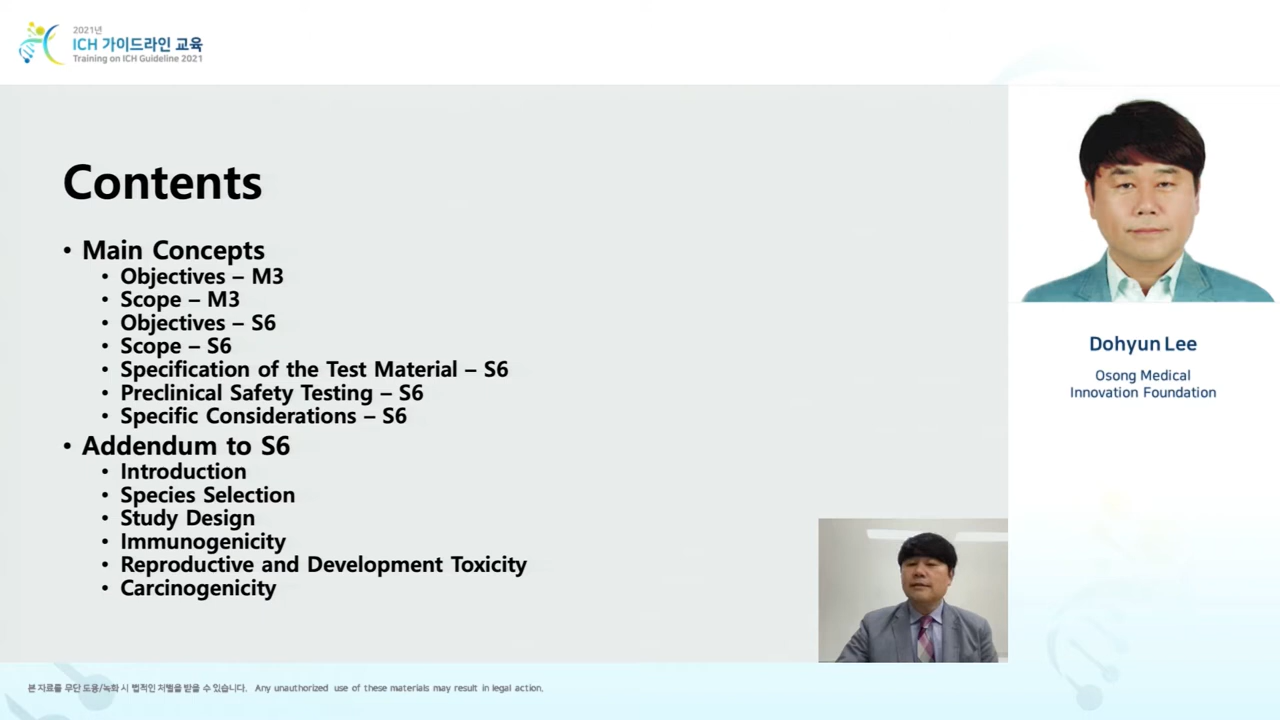 2021년
ICH 가이드라인 교육
Training on ICH Guideline 2021
Contents
• Main Concepts
• Objectives – M3
• Scope – M3
• Objectives – S6
• Scope – S6
• Specification of the Test Material – S6
• Preclinical Safety Testing – S6
• Specific Considerations – S6
• Addendum to S6
• Introduction
• Species Selection
• Study Design
• Immunogenicity
• Reproductive and Development Toxicity
• Carcinogenicity
Dohyun Lee
Osong Medical
Innovation Foundation
본 자료를 무단 도용/녹화 시 법적인 처벌을 받을 수 있습니다. Any unauthorized use of these materials may result in legal action.